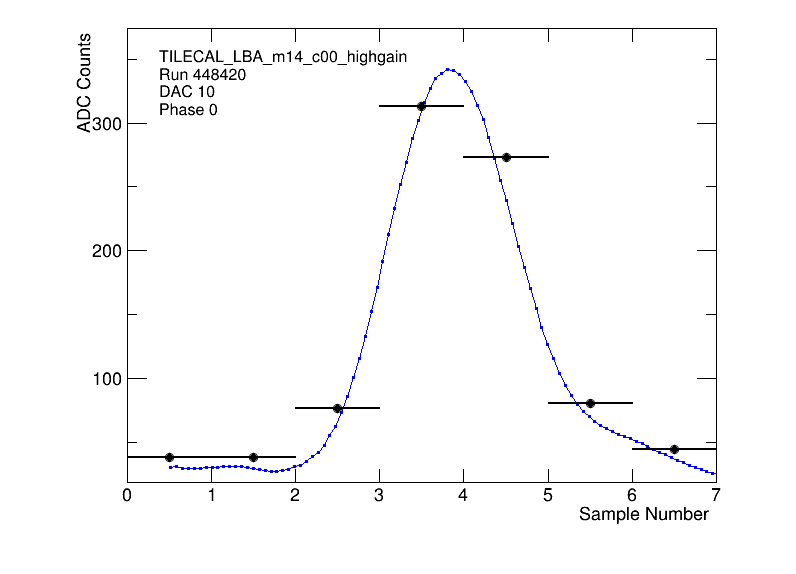 TILECAL_LBA_m14_c00_highgain
Run 448420
DAC 10
Phase 0
ADC Counts
300
200
100
0 1 2 3 4 5 6 7
Sample Number